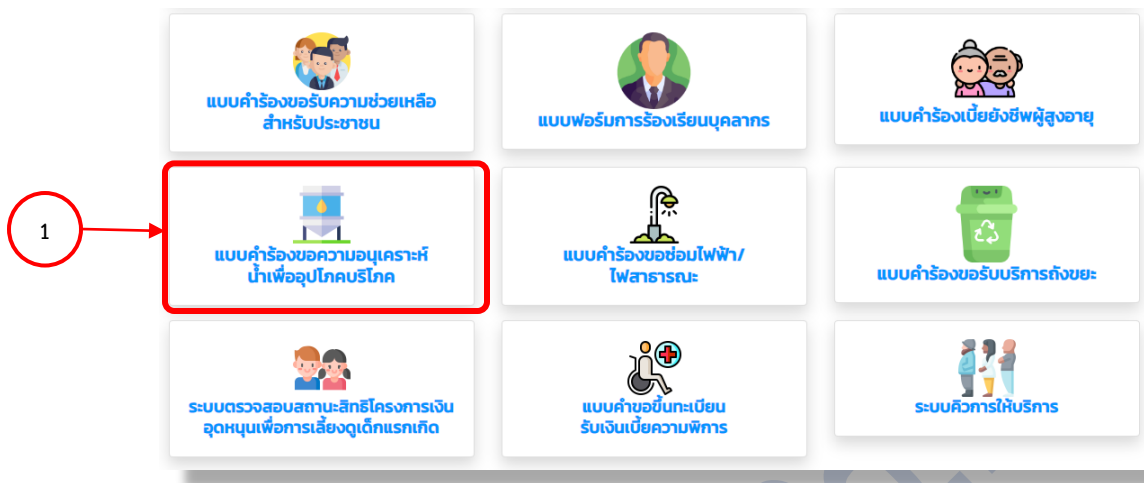 แบบคำร้องขอรับความช่วยเหลือ
สำหรับประชาชน
แบบฟอร์มการร้องเรียนบุคลากร
แบบคำร้องเบี้ยยังชีพผู้สูงอายุ
1
แบบคำร้องขอความอนุเคราะห์
น้ำเพื่ออุปโภคบริโภค
แบบคำร้องขอซ่อมไฟฟ้า/
ไฟสาธารณะ
แบบคำร้องขอรับบริการถังขยะ
ระบบตรวจสอบสถานะสิทธิโครงการเงิน
อุดหนุนเพื่อการเลี้ยงดูเด็กแรกเกิด
แบบคำขอขึ้นทะเบียน
รับเงินเบี้ยความพิการ
ระบบคิวการให้บริการ